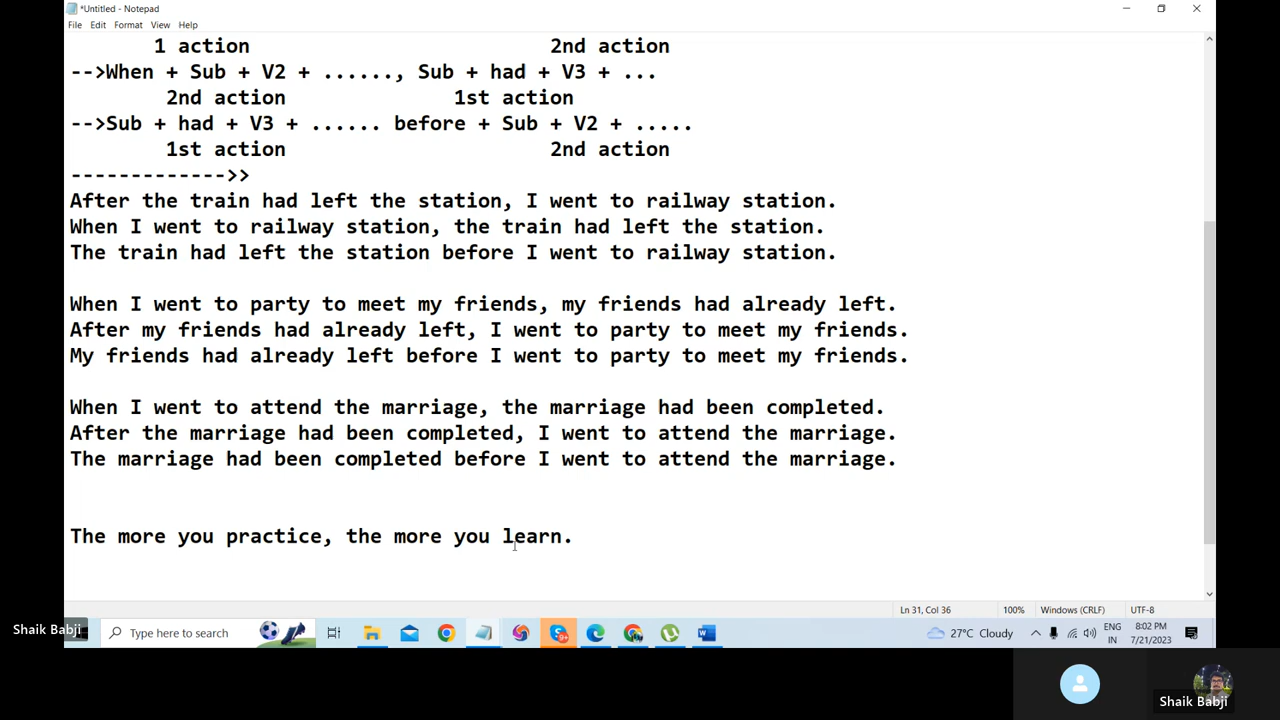 *Untitled - Notepad
File Edit Format View Help
1 action 2nd action
-->When + Sub + V2 + ......, Sub + had + V3 + ...
2nd action 1st action
-->Sub + had + V3 + ...... before + Sub + V2 + .....
1st action 2nd action
------------->>
After the train had left the station, I went to railway station.
When I went to railway station, the train had left the station.
The train had left the station before I went to railway station.
When I went to party to meet my friends, my friends had already left.
After my friends had already left, I went to party to meet my friends.
My friends had already left before I went to party to meet my friends.
When I went to attend the marriage, the marriage had been completed.
After the marriage had been completed, I went to attend the marriage.
The marriage had been completed before I went to attend the marriage.
The more you practice, the more you learn.
Ln 31, Col 36 100% Windows (CRLF) UTF-8
Shaik Babji
Type here to search
27°C Cloudy
ENG
IN
8:02 PM
7/21/2023
Shaik Babji